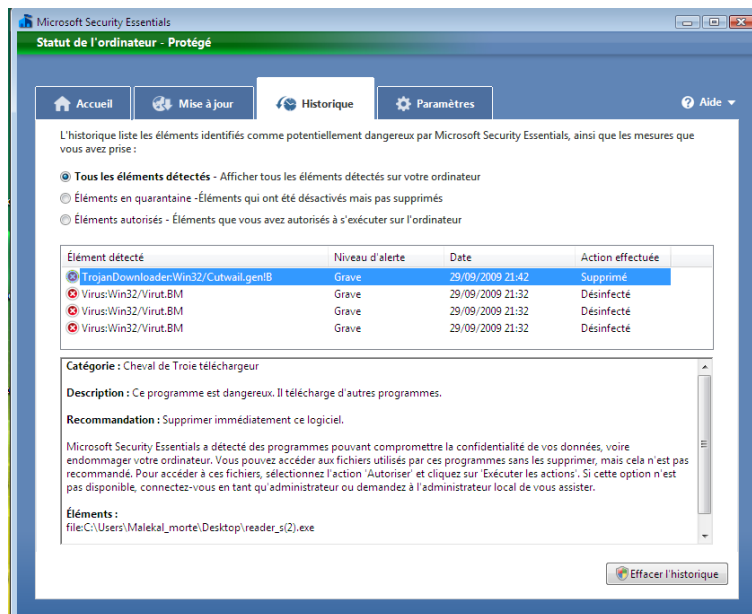 Microsoft Security Essentials
Statut de l'ordinateur - Protégé
Accueil
Mise à jour
Historique
Paramètres
Aide
L'historique liste les éléments identifiés comme potentiellement dangereux par Microsoft Security Essentials, ainsi que les mesures que
vous avez prise :
Tous les éléments détectés - Afficher tous les éléments détectés sur votre ordinateur
Éléments en quarantaine -Éléments qui ont été désactivés mais pas supprimés
Éléments autorisés - Éléments que vous avez autorisés à s'exécuter sur l'ordinateur
Élément détecté Niveau d'alerte Date Action effectuée
TrojanDownloader:Win32/Cutwail.gen!B Grave 29/09/2009 21:42 Supprimé
Virus:Win32/Virut.BM Grave 29/09/2009 21:32 Désinfecté
Virus:Win32/Virut.BM Grave 29/09/2009 21:32 Désinfecté
Virus:Win32/Virut.BM Grave 29/09/2009 21:32 Désinfecté
Catégorie : Cheval de Troie téléchargeur
Description : Ce programme est dangereux. Il télécharge d'autres programmes.
Recommandation : Supprimer immédiatement ce logiciel.
Microsoft Security Essentials a détecté des programmes pouvant compromettre la confidentialité de vos données, voire
endommager votre ordinateur. Vous pouvez accéder aux fichiers utilisés par ces programmes sans les supprimer, mais cela n'est pas
recommandé. Pour accéder à ces fichiers, sélectionnez l'action 'Autoriser' et cliquez sur 'Exécuter les actions'. Si cette option n'est
pas disponible, connectez-vous en tant qu'administrateur ou demandez à l'administrateur local de vous assister.
Éléments :
file:C:\Users\Malekal_morte\Desktop\reader_s(2).exe
Effacer l'historique